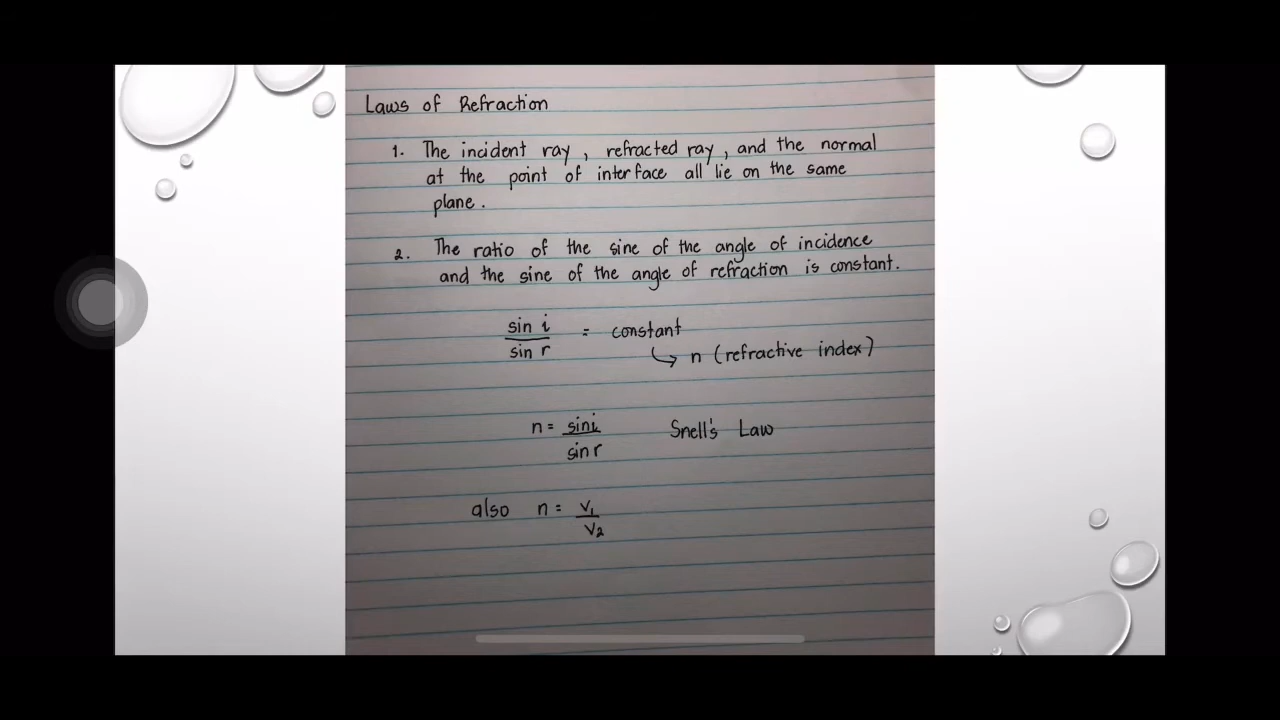 Laws of Refraction
1. The incident ray, refracted ray, and the normal
at the point of interface all lie on the same
plane.
2. The ratio of the sine of the angle of incidence
and the sine of the angle of refraction is constant.
sin i / sin r = constant
↳ n (refractive index)
n = sin i / sin r Snell's Law
also n = v₁ / v₂